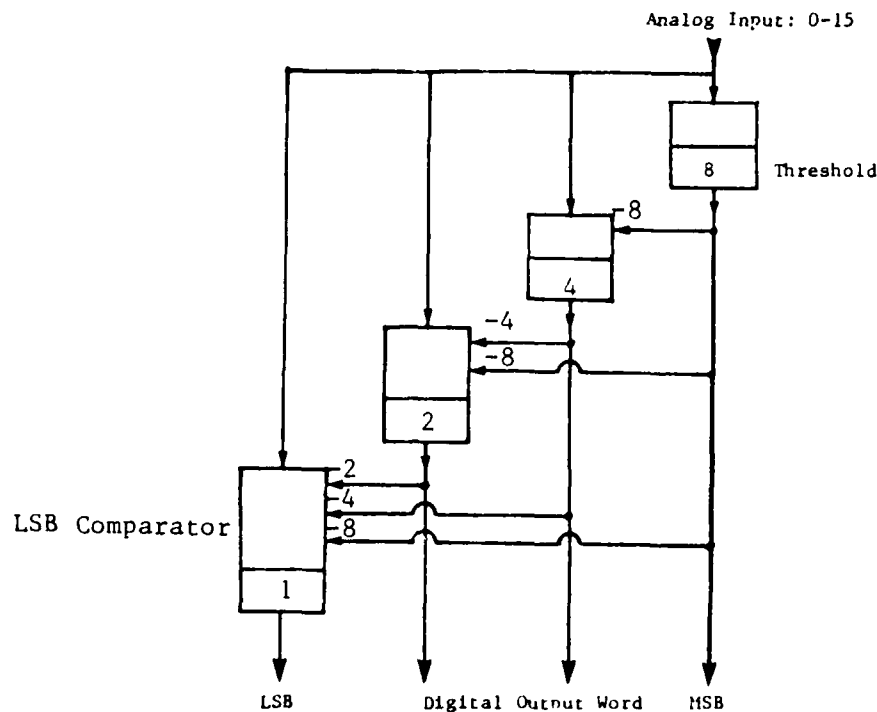 Analog Input: 0-15
8
Threshold
-8
4
-4
-8
2
-2
-4
-8
LSB Comparator
1
LSB
Digital Output Word
MSB